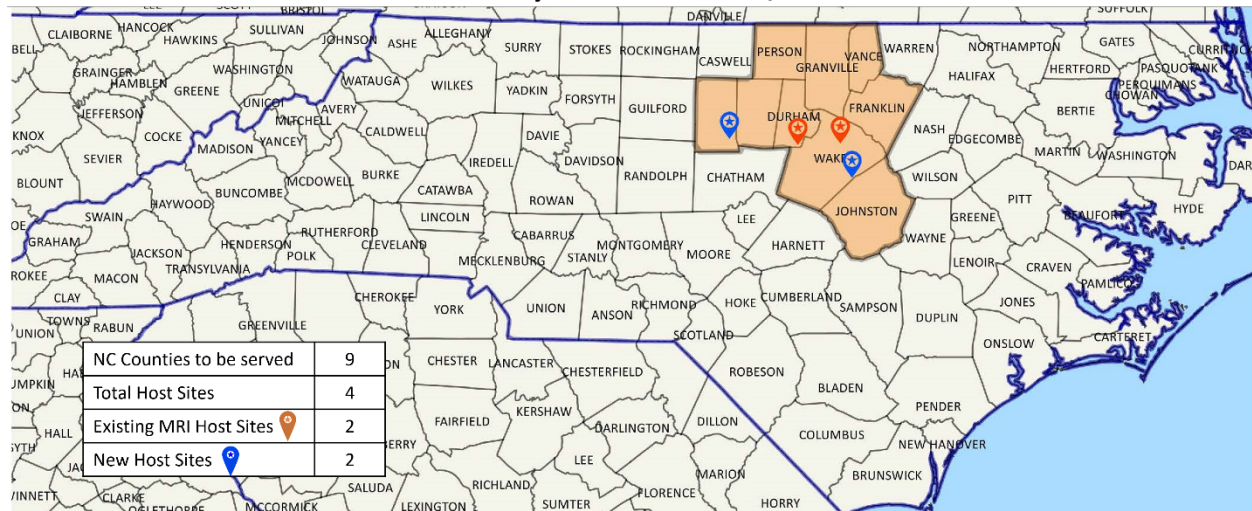 DANVILLE
SUFFOLK
BRISTOL
CLAIBORNE
HANCOCK
HAWKINS
SULLIVAN
JOHNSON
ASHE
ALLEGHANY
SURRY
STOKES
ROCKINGHAM
CASWELL
PERSON
GRANVILLE
VANCE
WARREN
NORTHAMPTON
GATES
HERTFORD
PASQUOTANK
PERQUIMANS
CHOWAN
BELL
GRAINGER
HAMBLEN
GREENE
WASHINGTON
UNICOI
WATAUGA
WILKES
YADKIN
FORSYTH
GUILFORD
DURHAM
FRANKLIN
HALIFAX
BERTIE
JEFFERSON
COCKE
MADISON
MITCHELL
YANCEY
AVERY
CALDWELL
DAVIE
IREDELL
DAVIDSON
RANDOLPH
CHATHAM
WAKE
NASH
EDGECOMBE
MARTIN
WASHINGTON
DAR
KNOX
SEVIER
BLOUNT
HAYWOOD
BUNCOMBE
MCDOWELL
BURKE
CATAWBA
ROWAN
LEE
JOHNSTON
WILSON
PITT
GREENE
BEAUFORT
HYDE
SWAIN
GRAHAM
JACKSON
HENDERSON
RUTHERFORD
POLK
CLEVELAND
LINCOLN
CABARRUS
MECKLENBURG
STANLY
MONTGOMERY
MOORE
HARNETT
WAYNE
LENOIR
CRAVEN
PAMLICO
ROKEE
MACON
TRANSYLVANIA
CLAY
CHEROKEE
YORK
UNION
ANSON
RICHMOND
SCOTLAND
HOKE
CUMBERLAND
SAMPSON
DUPLIN
JONES
ONSLOW
CARTERET
TOWNS
UNION
RABUN
GREENVILLE
CHESTER
LANCASTER
CHESTERFIELD
ROBESON
BLADEN
PENDER
NC Counties to be served 9
Total Host Sites 4
Existing MRI Host Sites 2
New Host Sites 2
FAIRFIELD
KERSHAW
DARLINGTON
DILLON
COLUMBUS
NEW HANOVER
BRUNSWICK
HALL
LEE
MARION
SALUDA
RICHLAND
FLORENCE
HORRY
CLARKE
OGLETHORPE
MCCORMICK
LEXINGTON
SUMTER